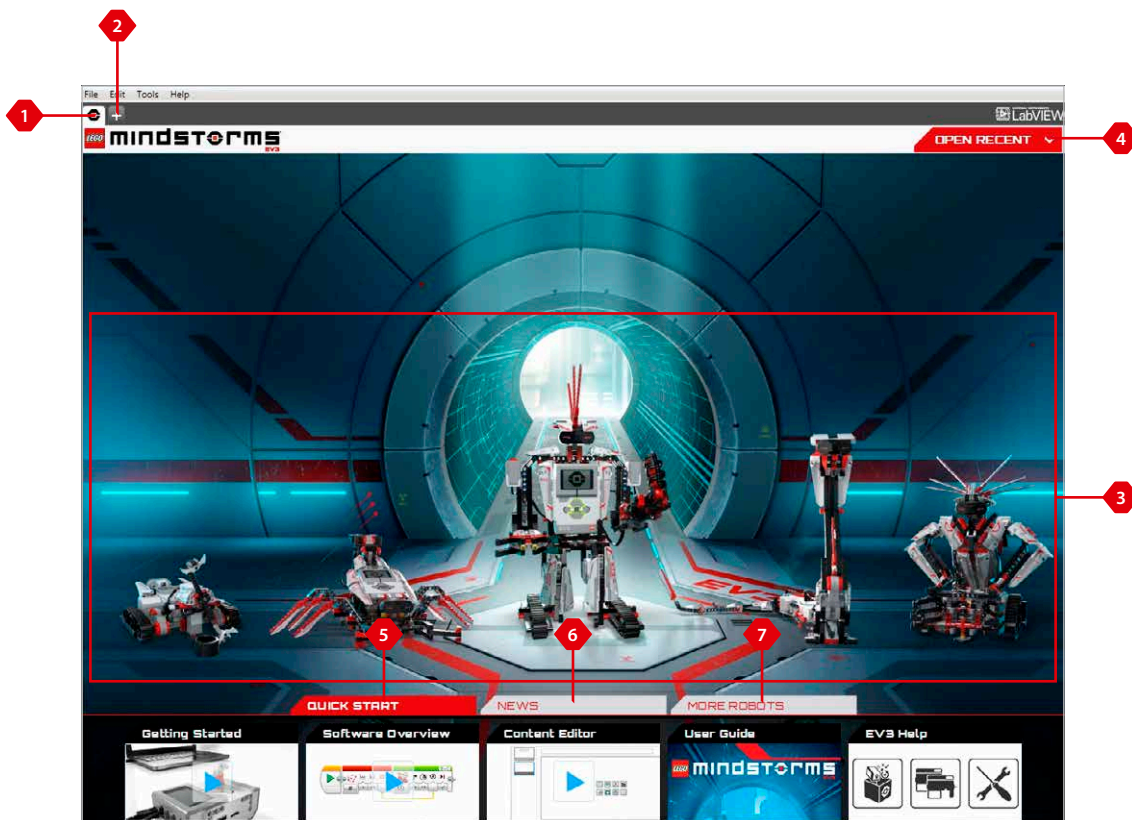 2
File Edit Tools Help
1
+
LabVIEW
LEGO mindstorms
EV3
OPEN RECENT
4
3
EV3
5
6
7
QUICK START
NEWS
MORE ROBOTS
Getting Started
Software Overview
Content Editor
User Guide
EV3 Help
LEGO mindstorms